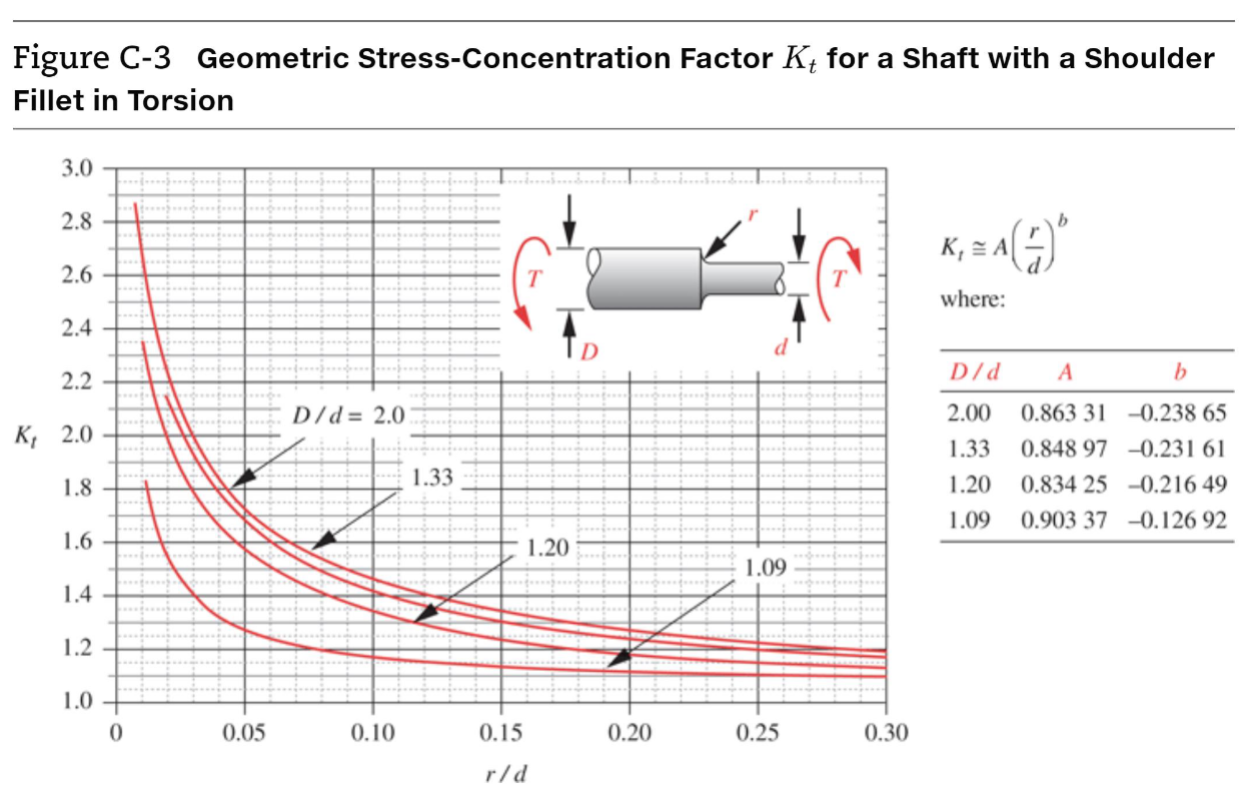 Figure C-3 Geometric Stress-Concentration Factor K_t for a Shaft with a Shoulder
Fillet in Torsion
3.0
2.8
2.6
2.4
2.2
2.0
1.8
1.6
1.4
1.2
1.0
K_t
0
0.05
0.10
0.15
0.20
0.25
0.30
r / d
T
D
r
d
T
D / d = 2.0
1.33
1.20
1.09
K_t ≅ A(r/d)^b
where:
D / d A b
2.00 0.863 31 –0.238 65
1.33 0.848 97 –0.231 61
1.20 0.834 25 –0.216 49
1.09 0.903 37 –0.126 92